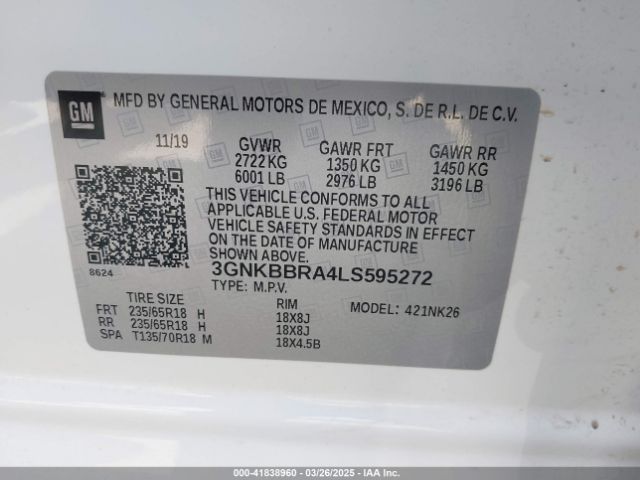 GM
MFD BY GENERAL MOTORS DE MEXICO, S. DE R.L. DE C.V.
11/19 GVWR GAWR FRT GAWR RR
2722 KG 1350 KG 1450 KG
6001 LB 2976 LB 3196 LB
THIS VEHICLE CONFORMS TO ALL
APPLICABLE U.S. FEDERAL MOTOR
VEHICLE SAFETY STANDARDS IN EFFECT
ON THE DATE OF MANUFACTURE
SHOWN ABOVE.
8624
3GNKBBRA4LS595272
TYPE: M.P.V.
TIRE SIZE RIM MODEL: 421NK26
FRT 235/65R18 H 18X8J
RR 235/65R18 H 18X8J
SPA T135/70R18 M 18X4.5B
000-41838960 - 03/26/2025 - IAA Inc.